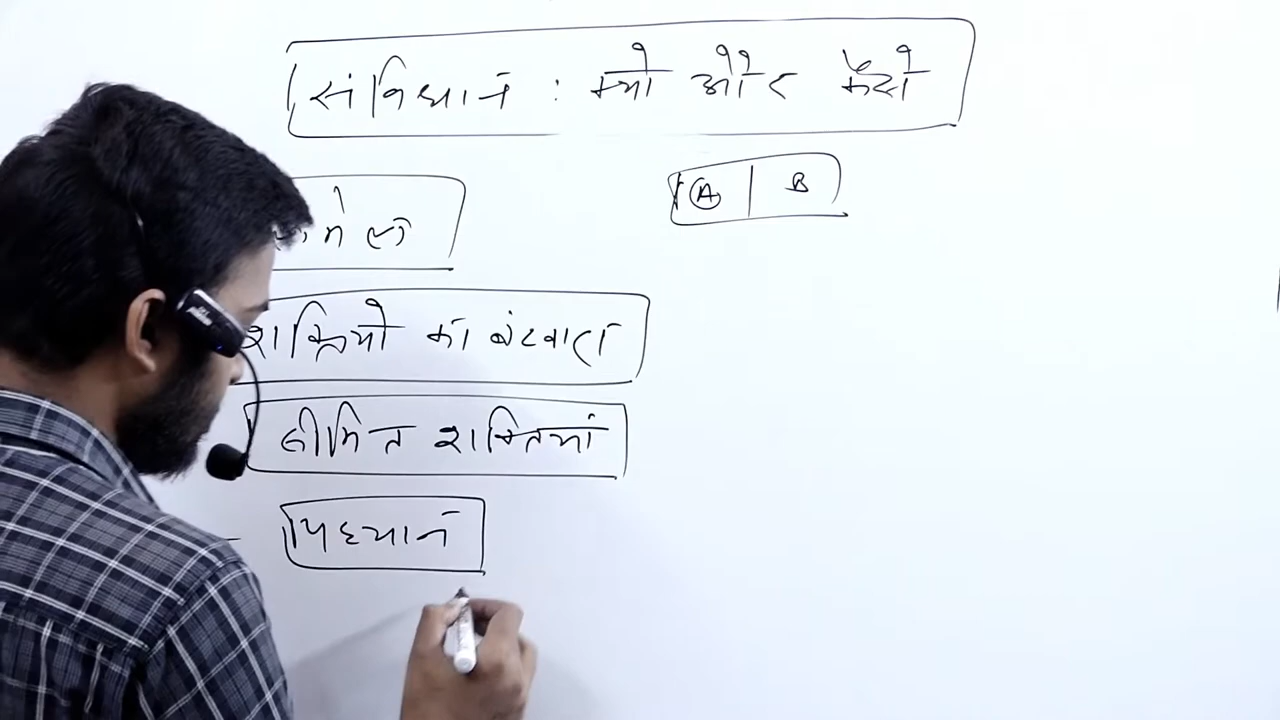 संविधान : क्यों और कैसे
A B
शक्तियों का बंटवारा
सीमित शक्तियां
पहचान